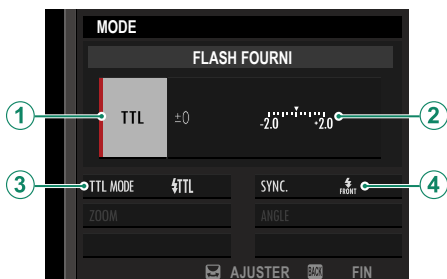 MODE
FLASH FOURNI
1 TTL ±0 -2.0 +2.0 2
3 TTL MODE TTL SYNC. FRONT 4
ZOOM ANGLE
AJUSTER BACK FIN